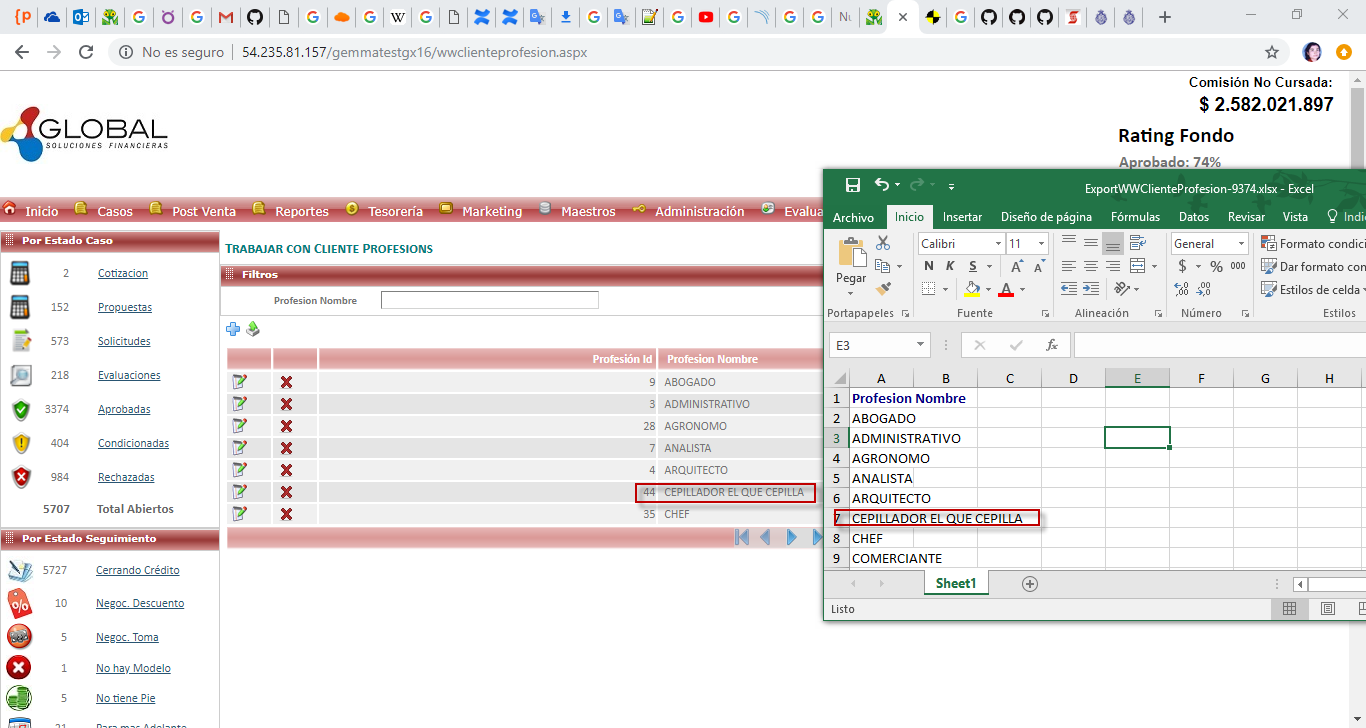 No es seguro
54.235.81.157/gemmatestgx16/wwclienteprofesion.aspx
GLOBAL
SOLUCIONES FINANCIERAS
Comisión No Cursada:
$ 2.582.021.897
Rating Fondo
Aprobado: 74%
Inicio Casos Post Venta Reportes Tesorería Marketing Maestros Administración Evalua
Por Estado Caso
2 Cotizacion
152 Propuestas
573 Solicitudes
218 Evaluaciones
3374 Aprobadas
404 Condicionadas
984 Rechazadas
5707 Total Abiertos
Por Estado Seguimiento
5727 Cerrando Crédito
10 Negoc. Descuento
5 Negoc. Toma
1 No hay Modelo
5 No tiene Pie
21 Para mas Adelante
Trabajar con Cliente Profesions
Filtros
Profesion Nombre
Profesión Id Profesion Nombre
9 ABOGADO
3 ADMINISTRATIVO
28 AGRONOMO
7 ANALISTA
4 ARQUITECTO
44 CEPILLADOR EL QUE CEPILLA
35 CHEF
ExportWWClienteProfesion-9374.xlsx - Excel
Archivo Inicio Insertar Diseño de página Fórmulas Datos Revisar Vista Indi
Pegar
Calibri 11
N K S
General
$ % 000
Formato condici
Dar formato con
Estilos de celda
Portapapeles Fuente Alineación Número Estilos
E3 fx
A B C D E F G H
1 Profesion Nombre
2 ABOGADO
3 ADMINISTRATIVO
4 AGRONOMO
5 ANALISTA
6 ARQUITECTO
7 CEPILLADOR EL QUE CEPILLA
8 CHEF
9 COMERCIANTE
Sheet1
Listo